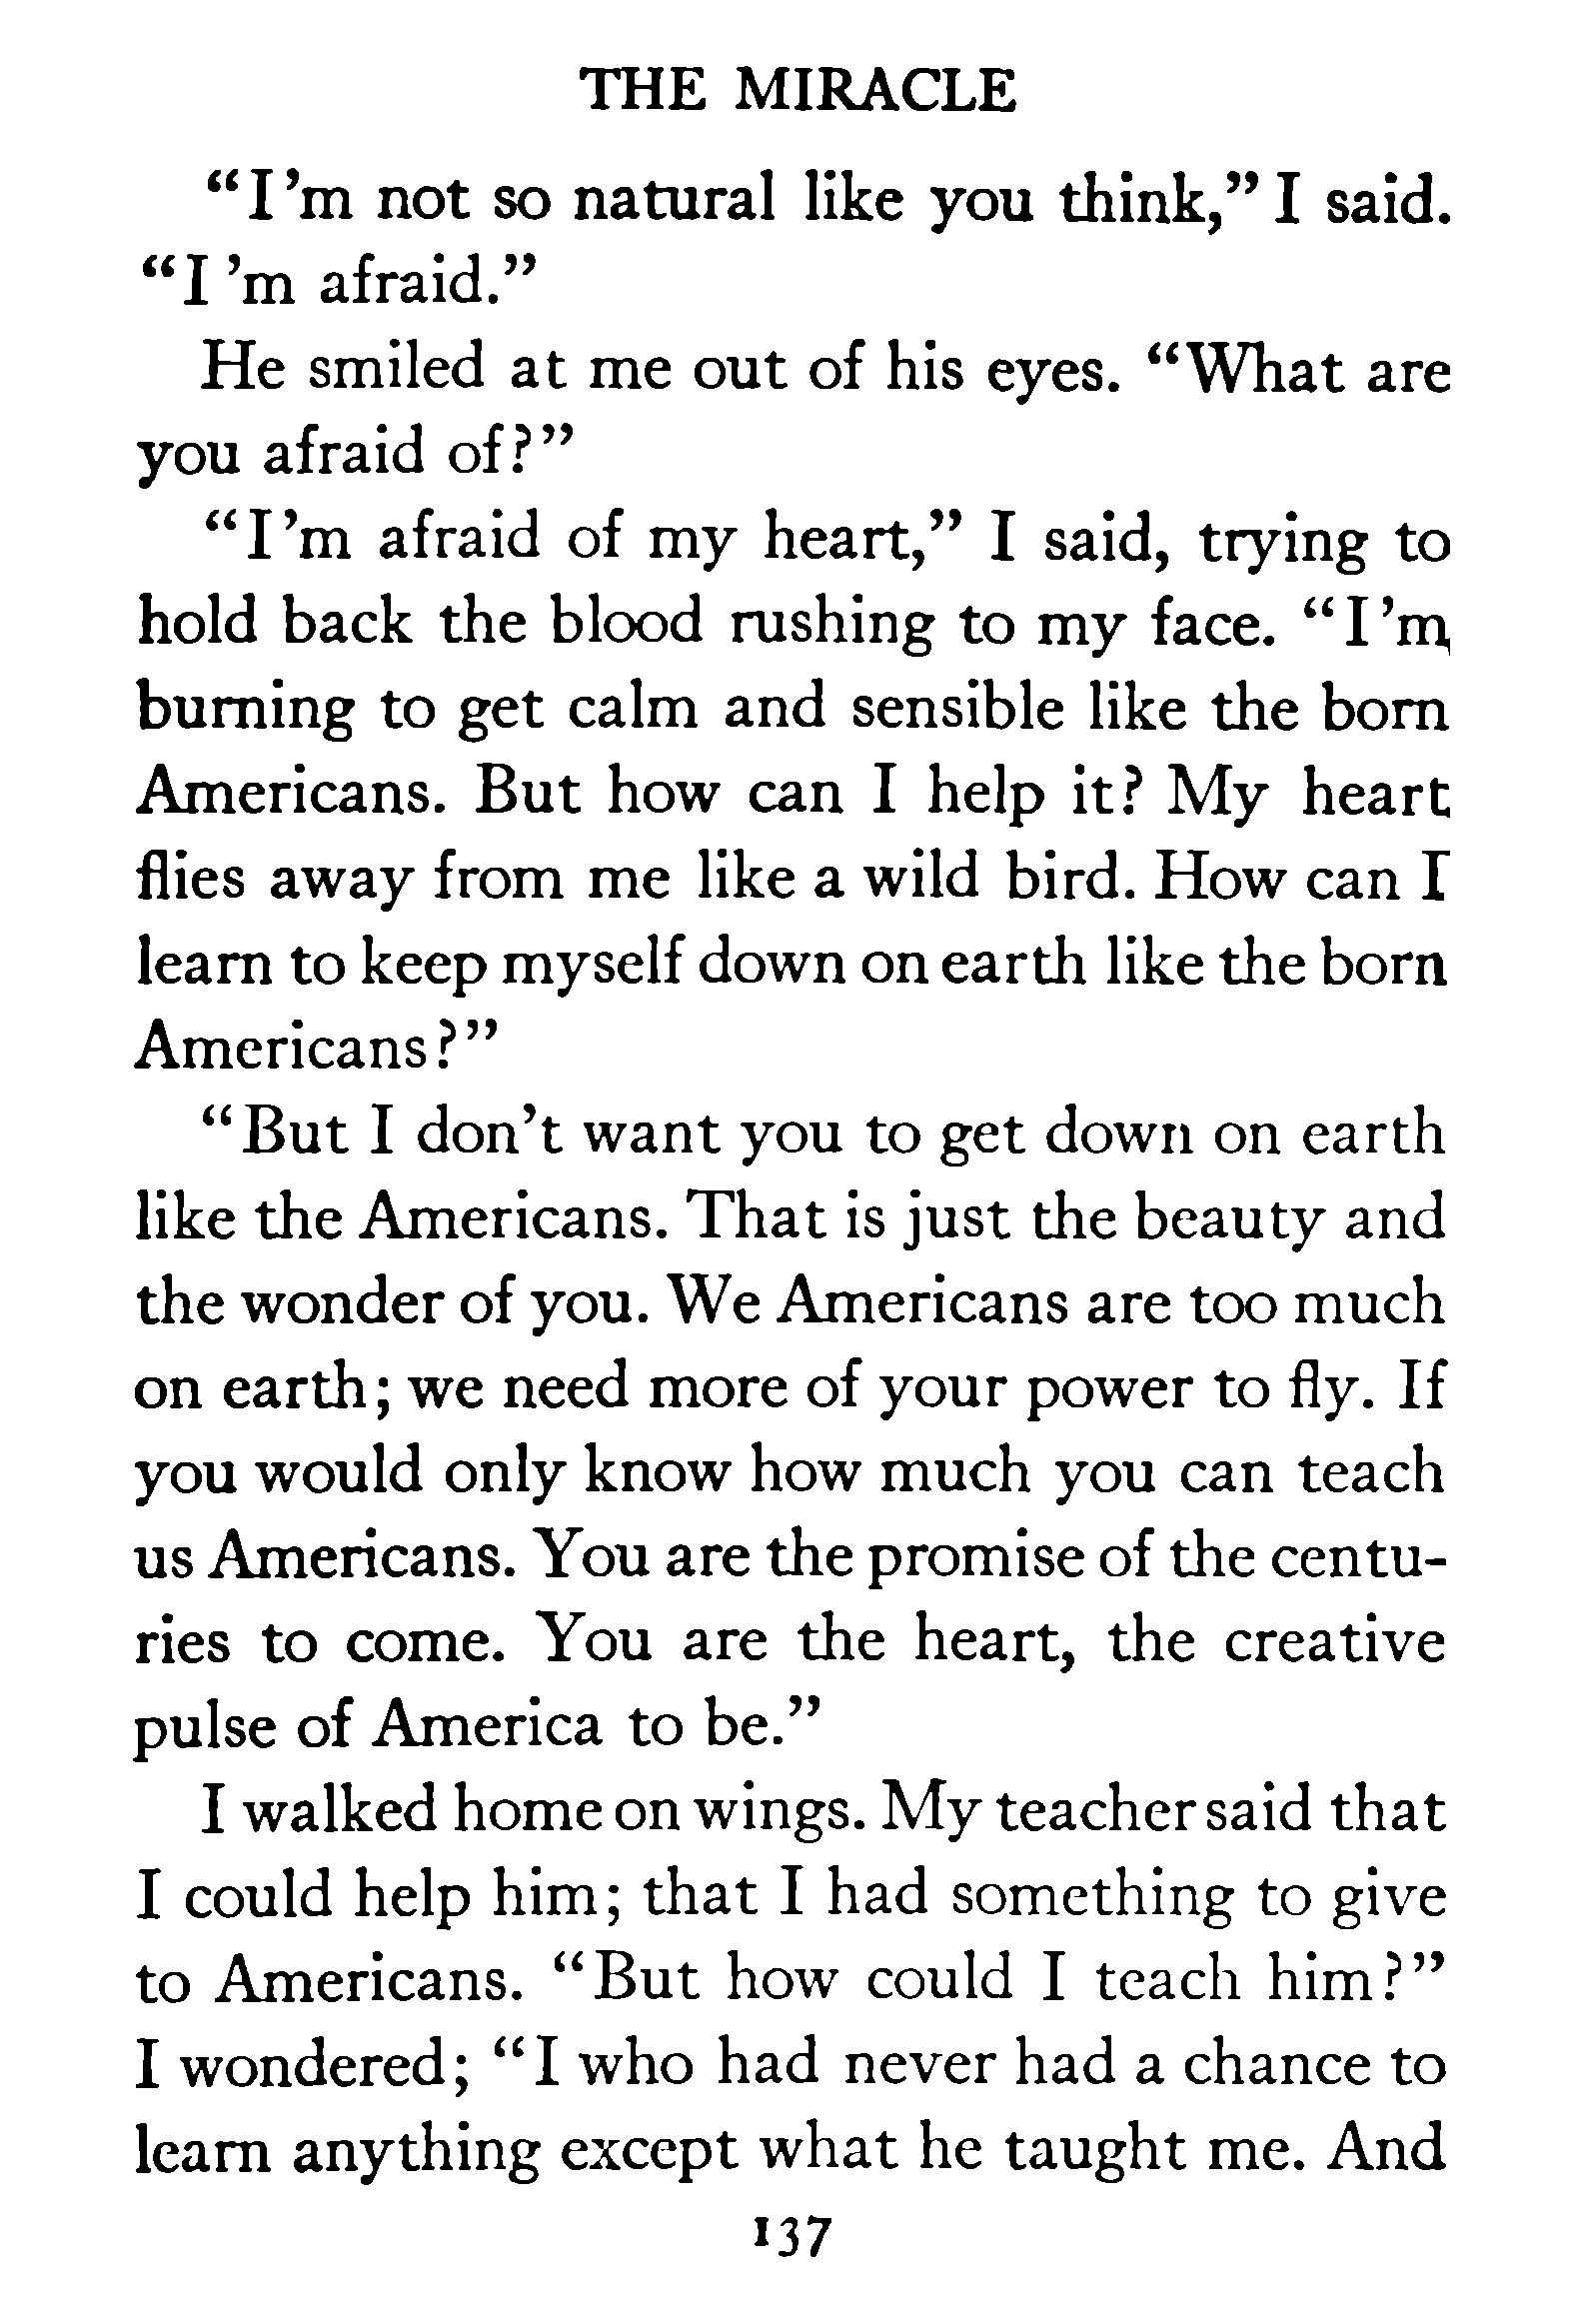 THE MIRACLE
“I’m not so natural like you think,” I said.
“I’m afraid.”
He smiled at me out of his eyes. “What are
you afraid of?”
“I’m afraid of my heart,” I said, trying to
hold back the blood rushing to my face. “I’m
burning to get calm and sensible like the born
Americans. But how can I help it? My heart
flies away from me like a wild bird. How can I
learn to keep myself down on earth like the born
Americans?”
“But I don’t want you to get down on earth
like the Americans. That is just the beauty and
the wonder of you. We Americans are too much
on earth; we need more of your power to fly. If
you would only know how much you can teach
us Americans. You are the promise of the centu-
ries to come. You are the heart, the creative
pulse of America to be.”
I walked home on wings. My teacher said that
I could help him; that I had something to give
to Americans. “But how could I teach him?”
I wondered; “I who had never had a chance to
learn anything except what he taught me. And
137